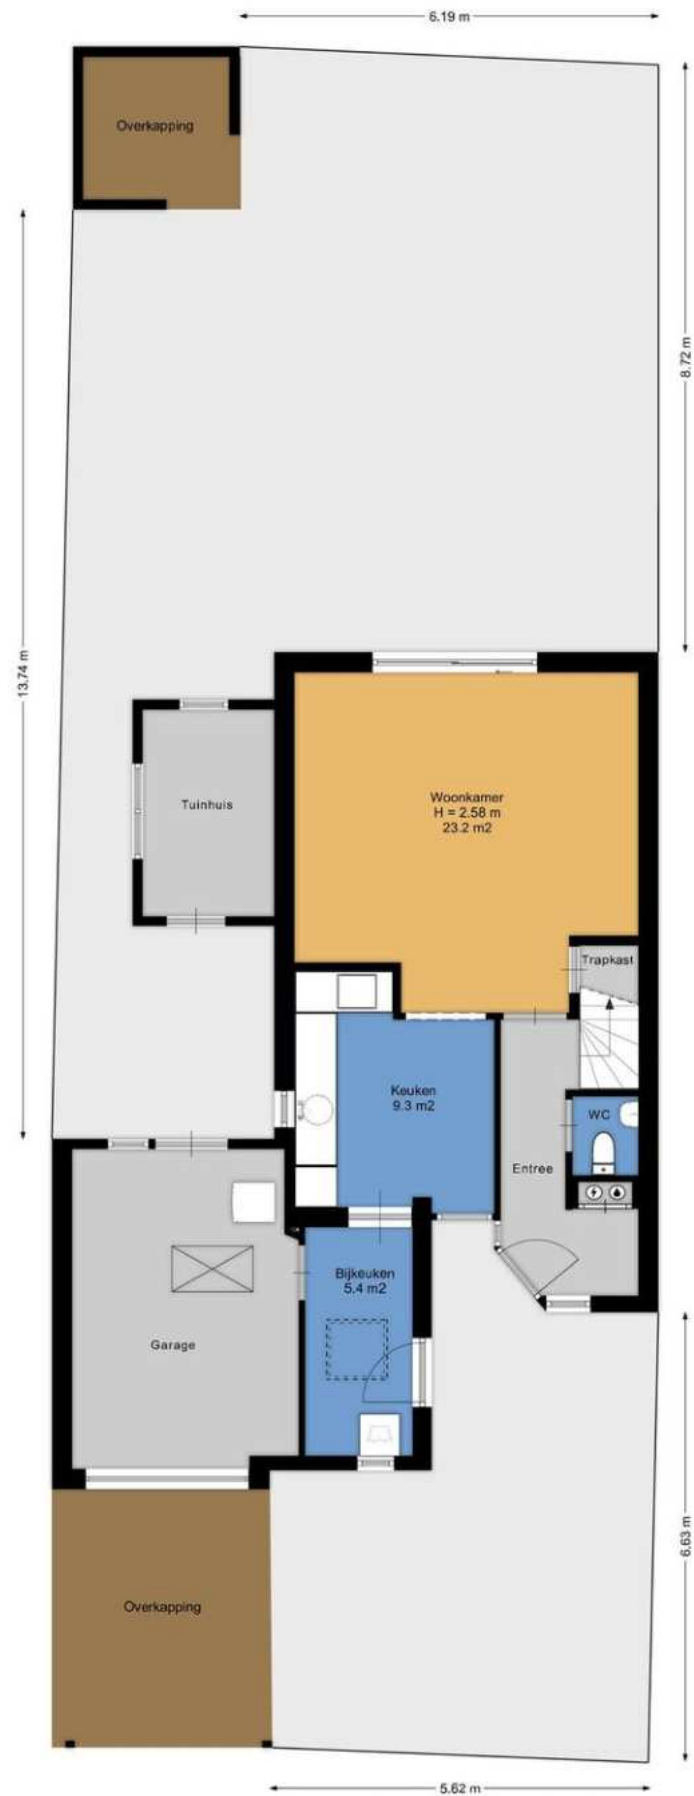 6.19 m
Overkapping
8.72 m
13.74 m
Tuinhuis
Woonkamer
H = 2.58 m
23.2 m2
Trapkast
Keuken
9.3 m2
WC
Entree
Bijkeuken
5.4 m2
Garage
6.63 m
Overkapping
5.62 m